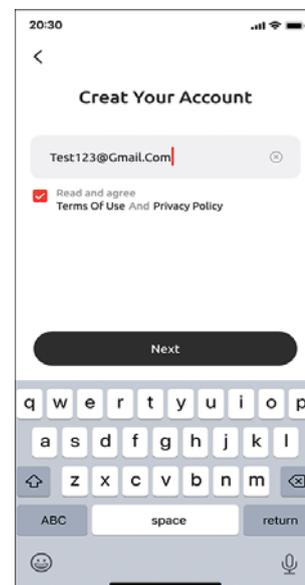 20:30
Creat Your Account
Test123@Gmail.Com
Read and agree
Terms Of Use And Privacy Policy
Next
q w e r t y u i o p
a s d f g h j k l
z x c v b n m
ABC space return